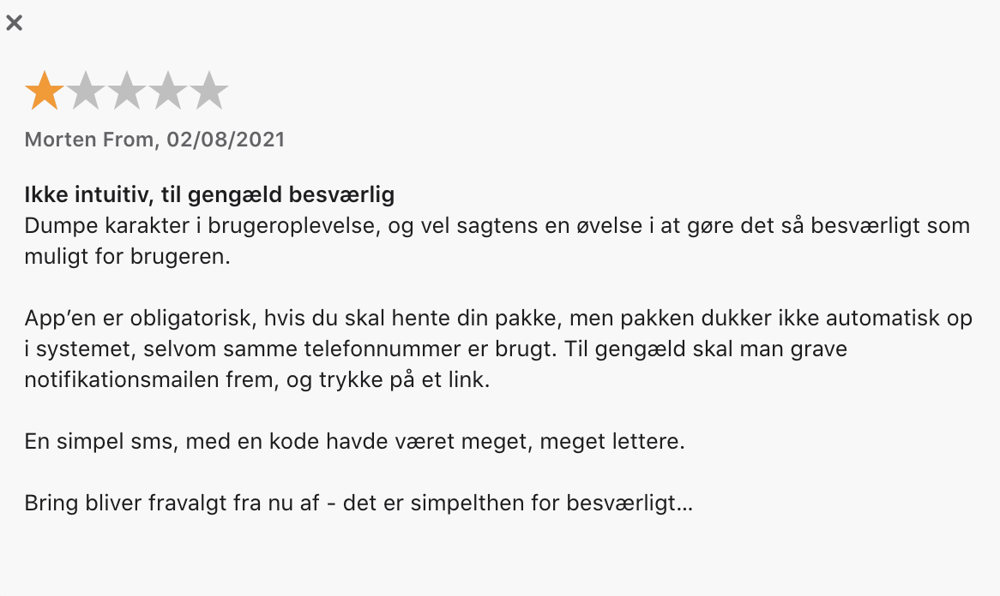 Morten From, 02/08/2021
Ikke intuitiv, til gengæld besværlig
Dumpe karakter i brugeroplevelse, og vel sagtens en øvelse i at gøre det så besværligt som
muligt for brugeren.
App’en er obligatorisk, hvis du skal hente din pakke, men pakken dukker ikke automatisk op
i systemet, selvom samme telefonnummer er brugt. Til gengæld skal man grave
notifikationsmailen frem, og trykke på et link.
En simpel sms, med en kode havde været meget, meget lettere.
Bring bliver fravalgt fra nu af - det er simpelthen for besværligt…